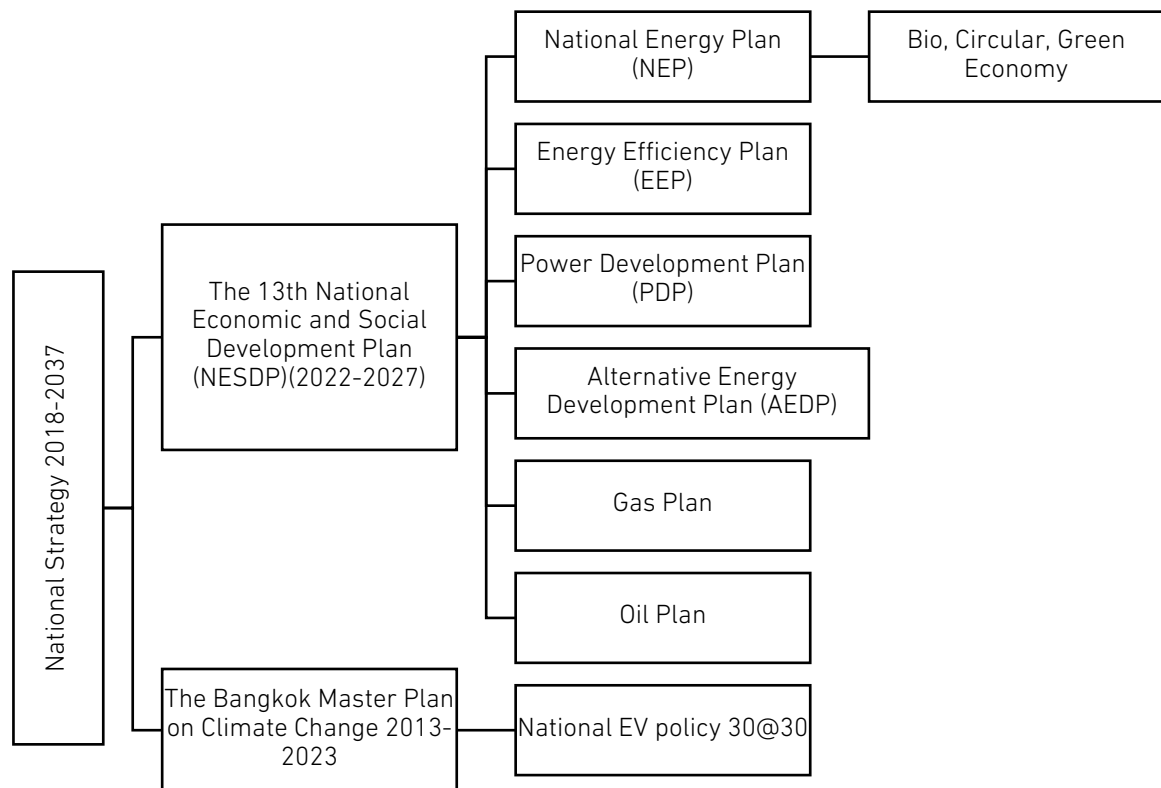 National Strategy 2018-2037
The 13th National
Economic and Social
Development Plan
(NESDP)(2022-2027)
National Energy Plan
(NEP)
Bio, Circular, Green
Economy
Energy Efficiency Plan
(EEP)
Power Development Plan
(PDP)
Alternative Energy
Development Plan (AEDP)
Gas Plan
Oil Plan
The Bangkok Master Plan
on Climate Change 2013-
2023
National EV policy 30@30